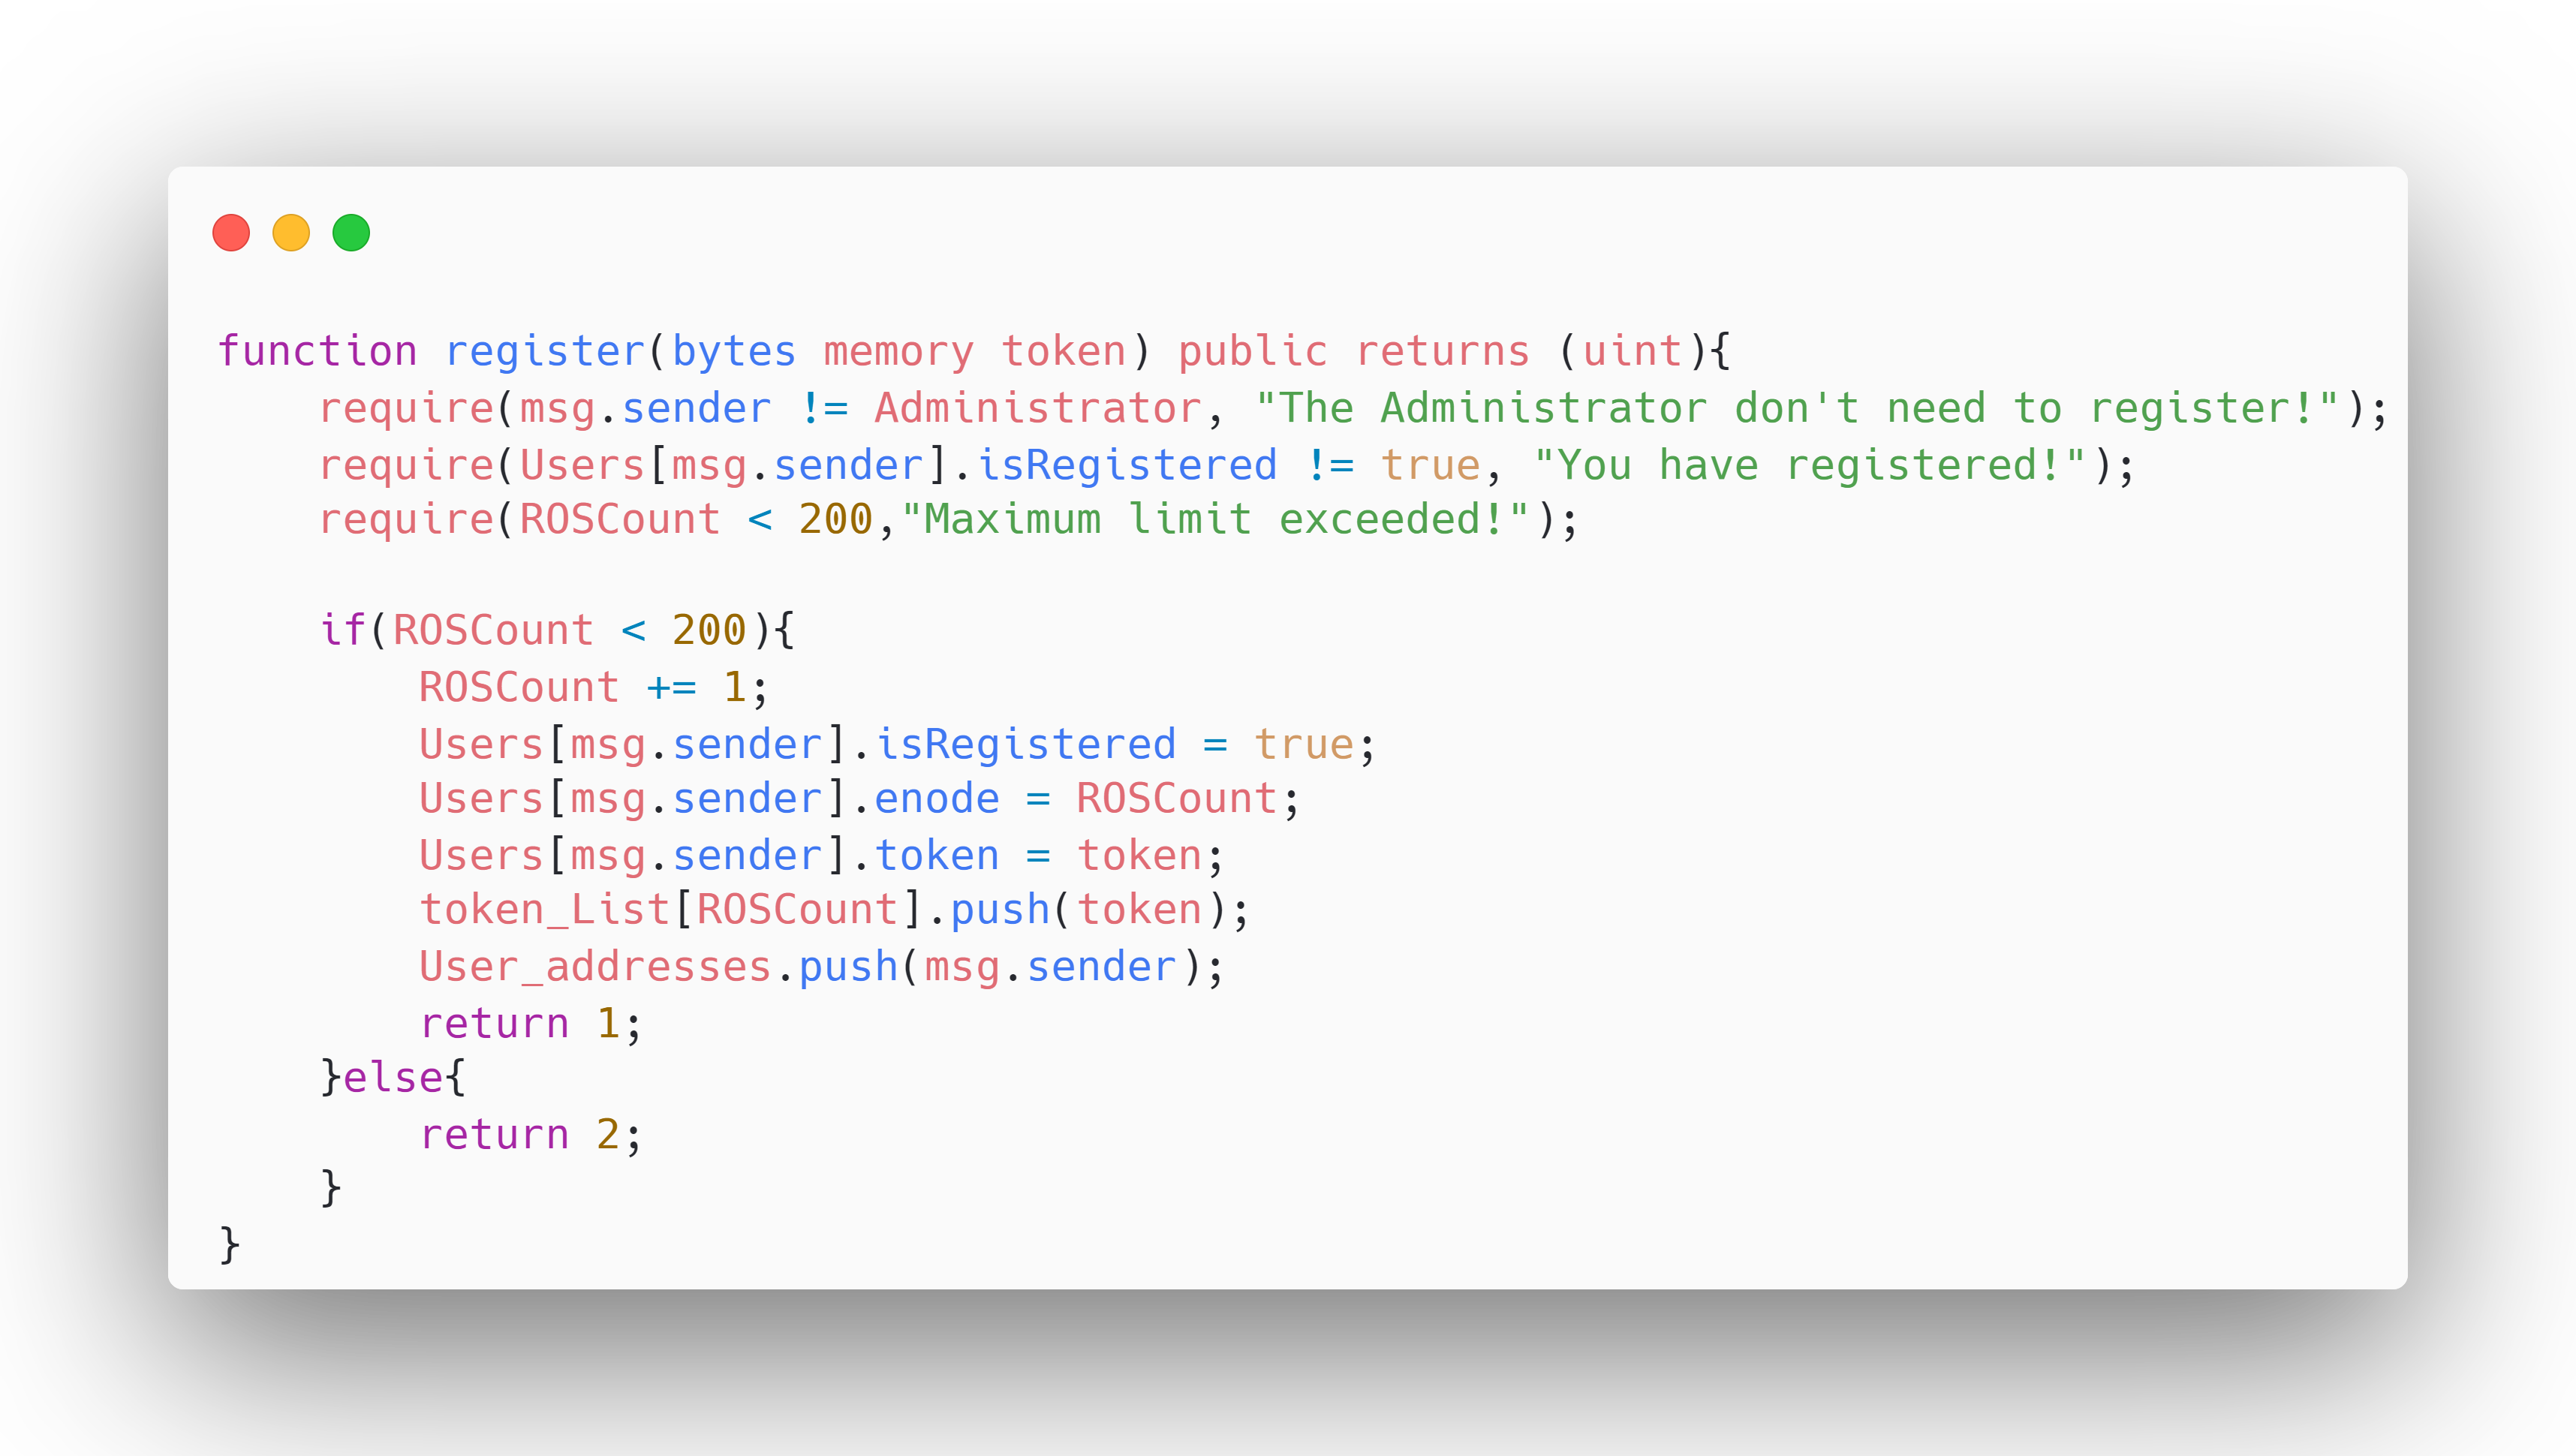 function register(bytes memory token) public returns (uint){
    require(msg.sender != Administrator, "The Administrator don't need to register!");
    require(Users[msg.sender].isRegistered != true, "You have registered!");
    require(ROSCount < 200,"Maximum limit exceeded!");
    if(ROSCount < 200){
        ROSCount += 1;
        Users[msg.sender].isRegistered = true;
        Users[msg.sender].enode = ROSCount;
        Users[msg.sender].token = token;
        token_List[ROSCount].push(token);
        User_addresses.push(msg.sender);
        return 1;
    }else{
        return 2;
    }
}